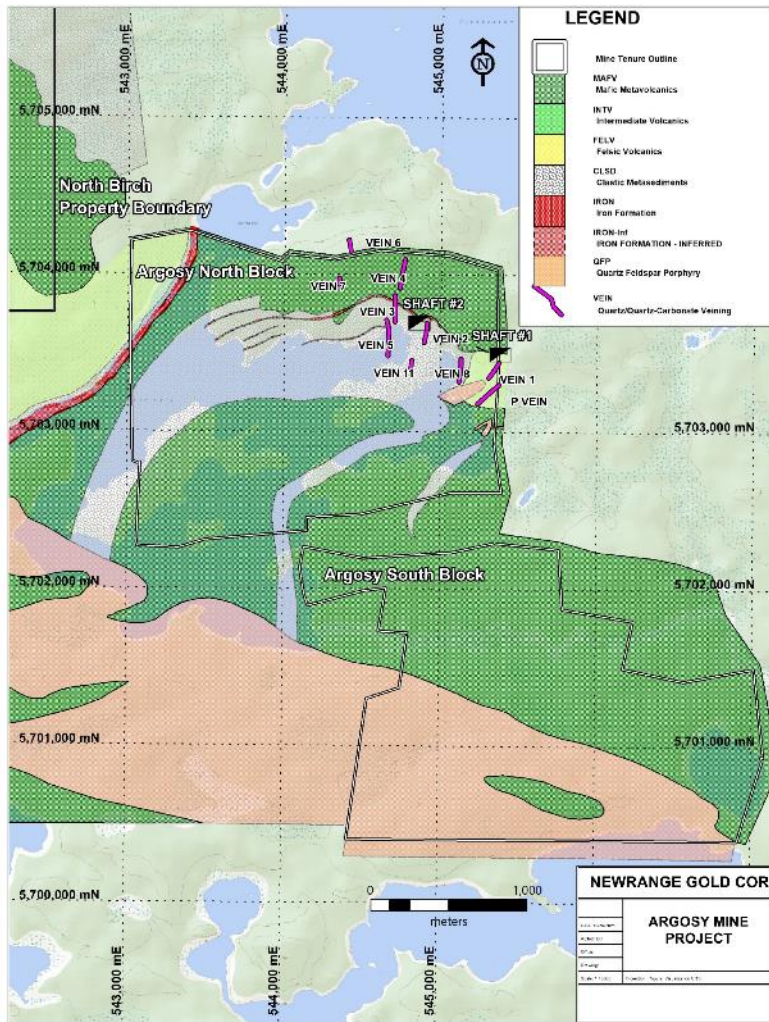 LEGEND
Mine Tenure Outline
MAFV
Mafic Metavolcanics
INTV
Intermediate Volcanics
FELV
Felsic Volcanics
CLSD
Clastic Metasediments
IRON
Iron Formation
IRON-Inf
IRON FORMATION - INFERRED
QFP
Quartz Feldspar Porphyry
VEIN
Quartz/Quartz-Carbonate Veining
543,000 mE
544,000 mE
545,000 mE
N
5,705,000 mN
North Birch
Property Boundary
VEIN 6
5,704,000 mN
Argosy North Block
VEIN 7
VEIN 4
SHAFT #2
VEIN 3
VEIN 5
VEIN 2
SHAFT #1
VEIN 11
VEIN 8
VEIN 1
P VEIN
5,703,000 mN
5,703,000 mN
5,702,000 mN
Argosy South Block
5,702,000 mN
5,701,000 mN
5,701,000 mN
5,700,000 mN
0
1,000
meters
543,000 mE
544,000 mE
545,000 mE
NEWRANGE GOLD COR
ARGOSY MINE
PROJECT